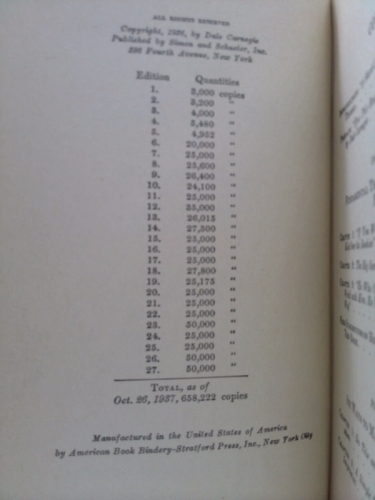 ALL RIGHTS RESERVED
Copyright, 1936, by Dale Carnegie
Published by Simon and Schuster, Inc.
386 Fourth Avenue, New York
Edition Quantities
1. 3,000 copies
2. 3,200 "
3. 4,000 "
4. 5,480 "
5. 4,952 "
6. 20,000 "
7. 25,000 "
8. 25,600 "
9. 26,400 "
10. 24,100 "
11. 25,000 "
12. 35,000 "
13. 26,015 "
14. 27,500 "
15. 25,000 "
16. 25,000 "
17. 25,000 "
18. 27,800 "
19. 25,175 "
20. 25,000 "
21. 25,000 "
22. 25,000 "
23. 50,000 "
24. 25,000 "
25. 25,000 "
26. 50,000 "
27. 50,000 "
TOTAL, as of
Oct. 26, 1937, 658,222 copies
Manufactured in the United States of America
by American Book Bindery-Stratford Press, Inc., New York City